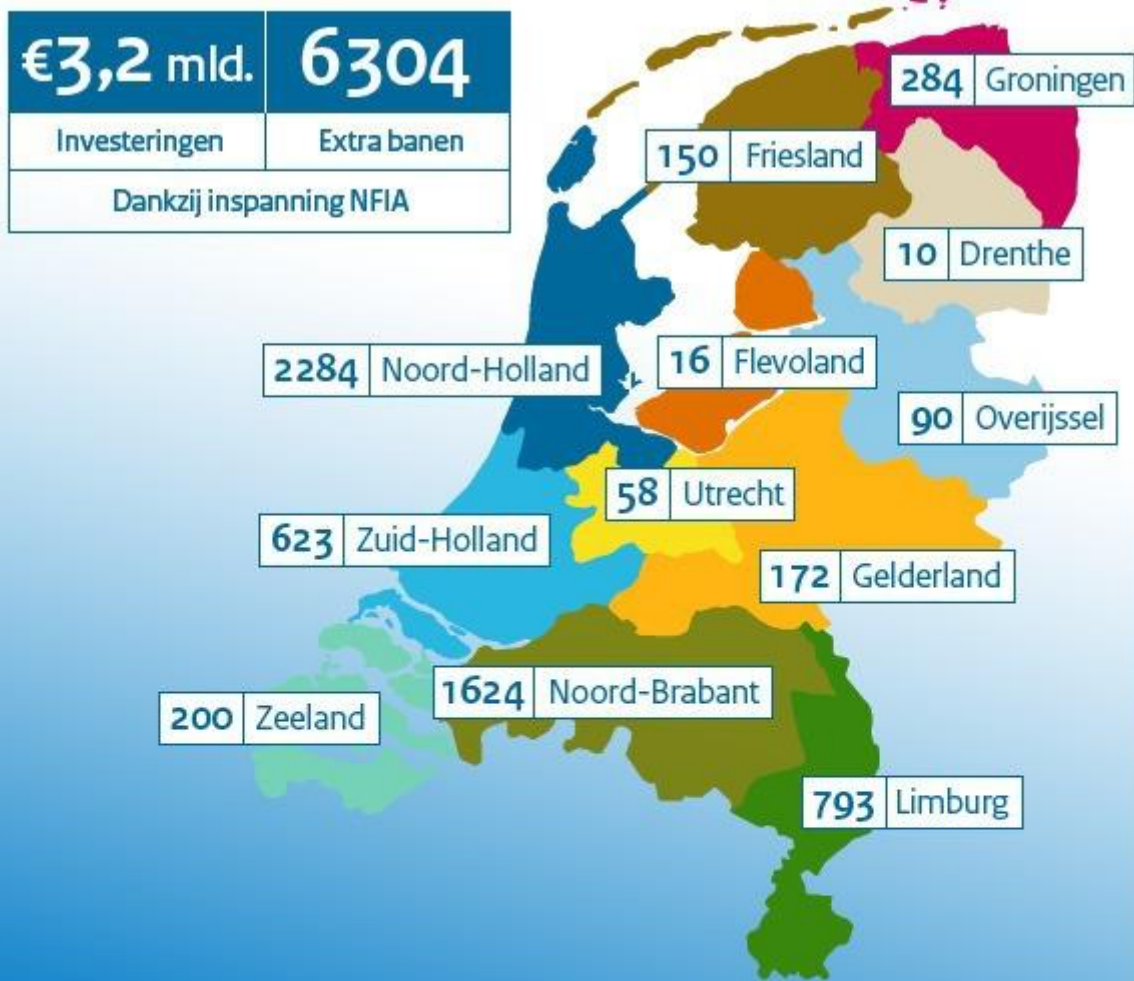 €3,2 mld. 6304
Investeringen Extra banen
Dankzij inspanning NFIA
284 Groningen
150 Friesland
10 Drenthe
2284 Noord-Holland
16 Flevoland
90 Overijssel
58 Utrecht
623 Zuid-Holland
172 Gelderland
1624 Noord-Brabant
200 Zeeland
793 Limburg